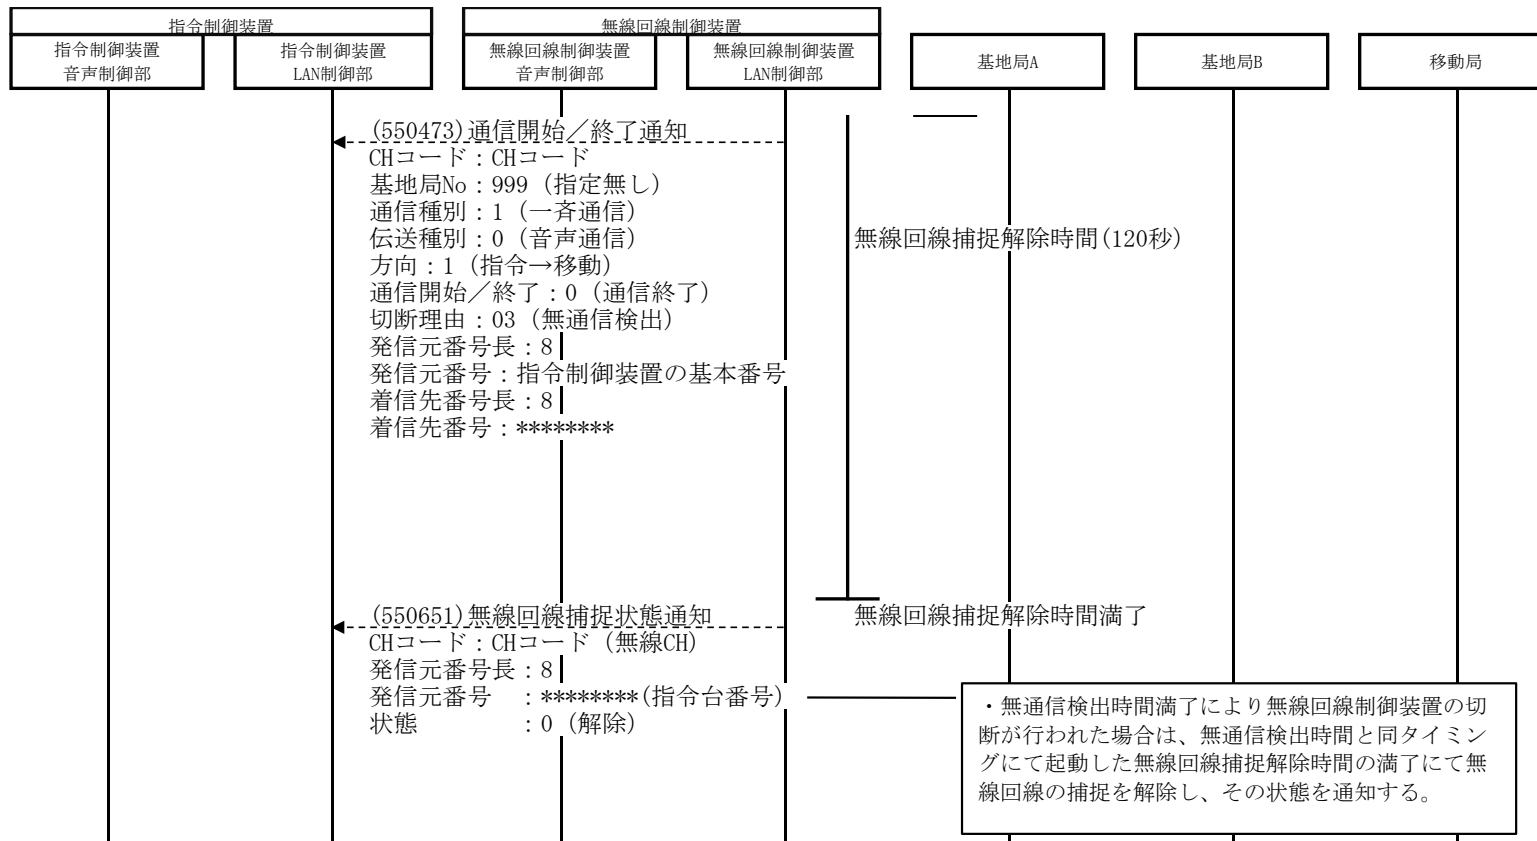 指令制御装置
無線回線制御装置
指令制御装置
音声制御部
指令制御装置
LAN制御部
無線回線制御装置
音声制御部
無線回線制御装置
LAN制御部
基地局A
基地局B
移動局
(550473)通信開始／終了通知
CHコード：CHコード
基地局No：999（指定無し）
通信種別：1（一斉通信）
伝送種別：0（音声通信）
方向：1（指令→移動）
通信開始／終了：0（通信終了）
切断理由：03（無通信検出）
発信元番号長：8
発信元番号：指令制御装置の基本番号
着信先番号長：8
着信先番号：********
無線回線捕捉解除時間(120秒)
(550651)無線回線捕捉状態通知
CHコード：CHコード（無線CH）
発信元番号長：8
発信元番号　：********(指令台番号)
状態　　　　：0（解除）
無線回線捕捉解除時間満了
・無通信検出時間満了により無線回線制御装置の切
断が行われた場合は、無通信検出時間と同タイミン
グにて起動した無線回線捕捉解除時間の満了にて無
線回線の捕捉を解除し、その状態を通知する。